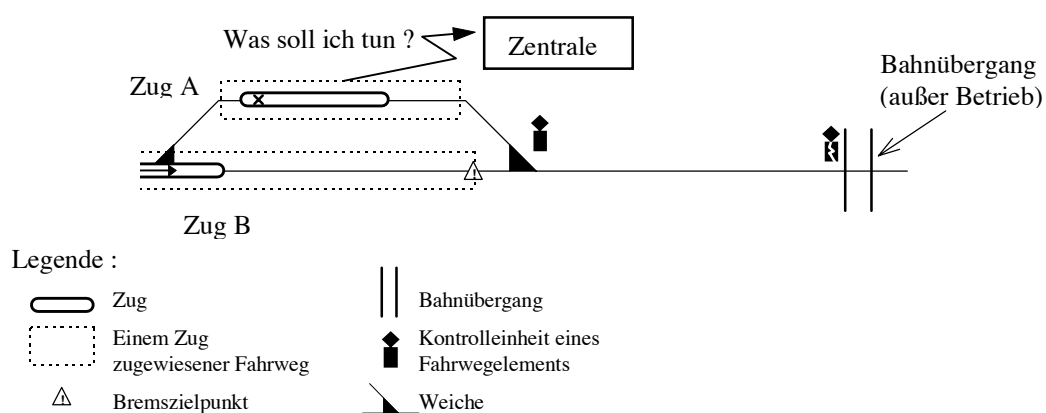 Was soll ich tun ?
Zentrale
Zug A
Bahnübergang
(außer Betrieb)
Zug B
Legende :
Zug
Bahnübergang
Einem Zug
zugewiesener Fahrweg
Kontrolleinheit eines
Fahrwegelements
Bremszielpunkt
Weiche